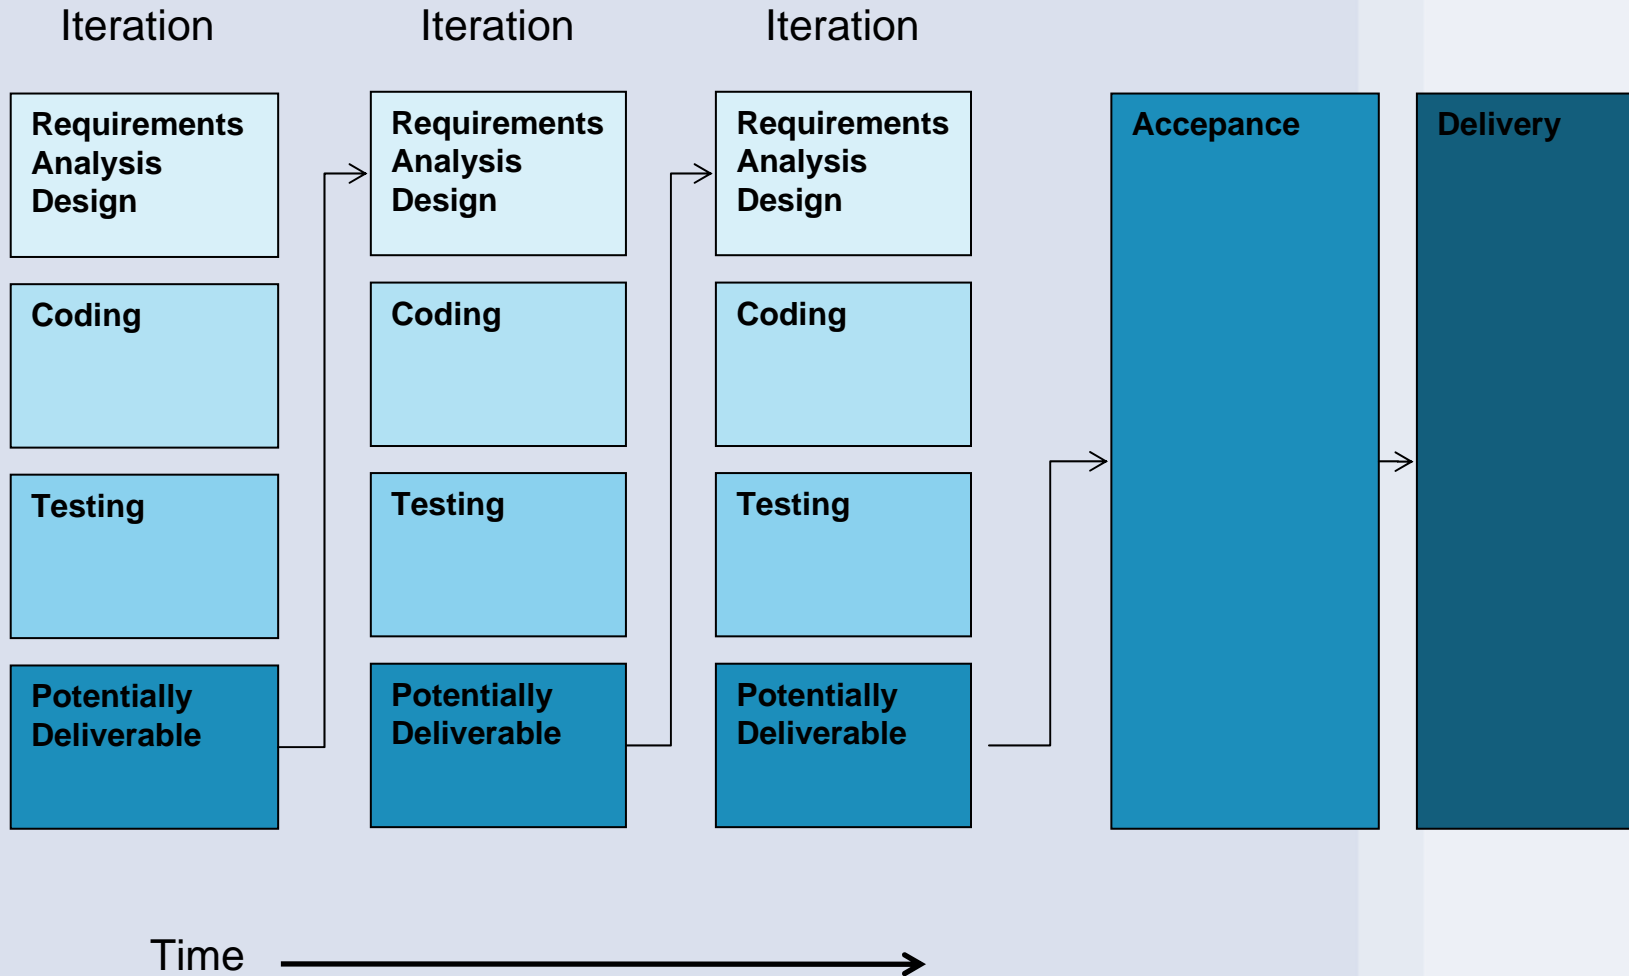 Iteration
Requirements
Analysis
Design
Coding
Testing
Potentially
Deliverable
Iteration
Requirements
Analysis
Design
Coding
Testing
Potentially
Deliverable
Iteration
Requirements
Analysis
Design
Coding
Testing
Potentially
Deliverable
Accepance
Delivery
Time